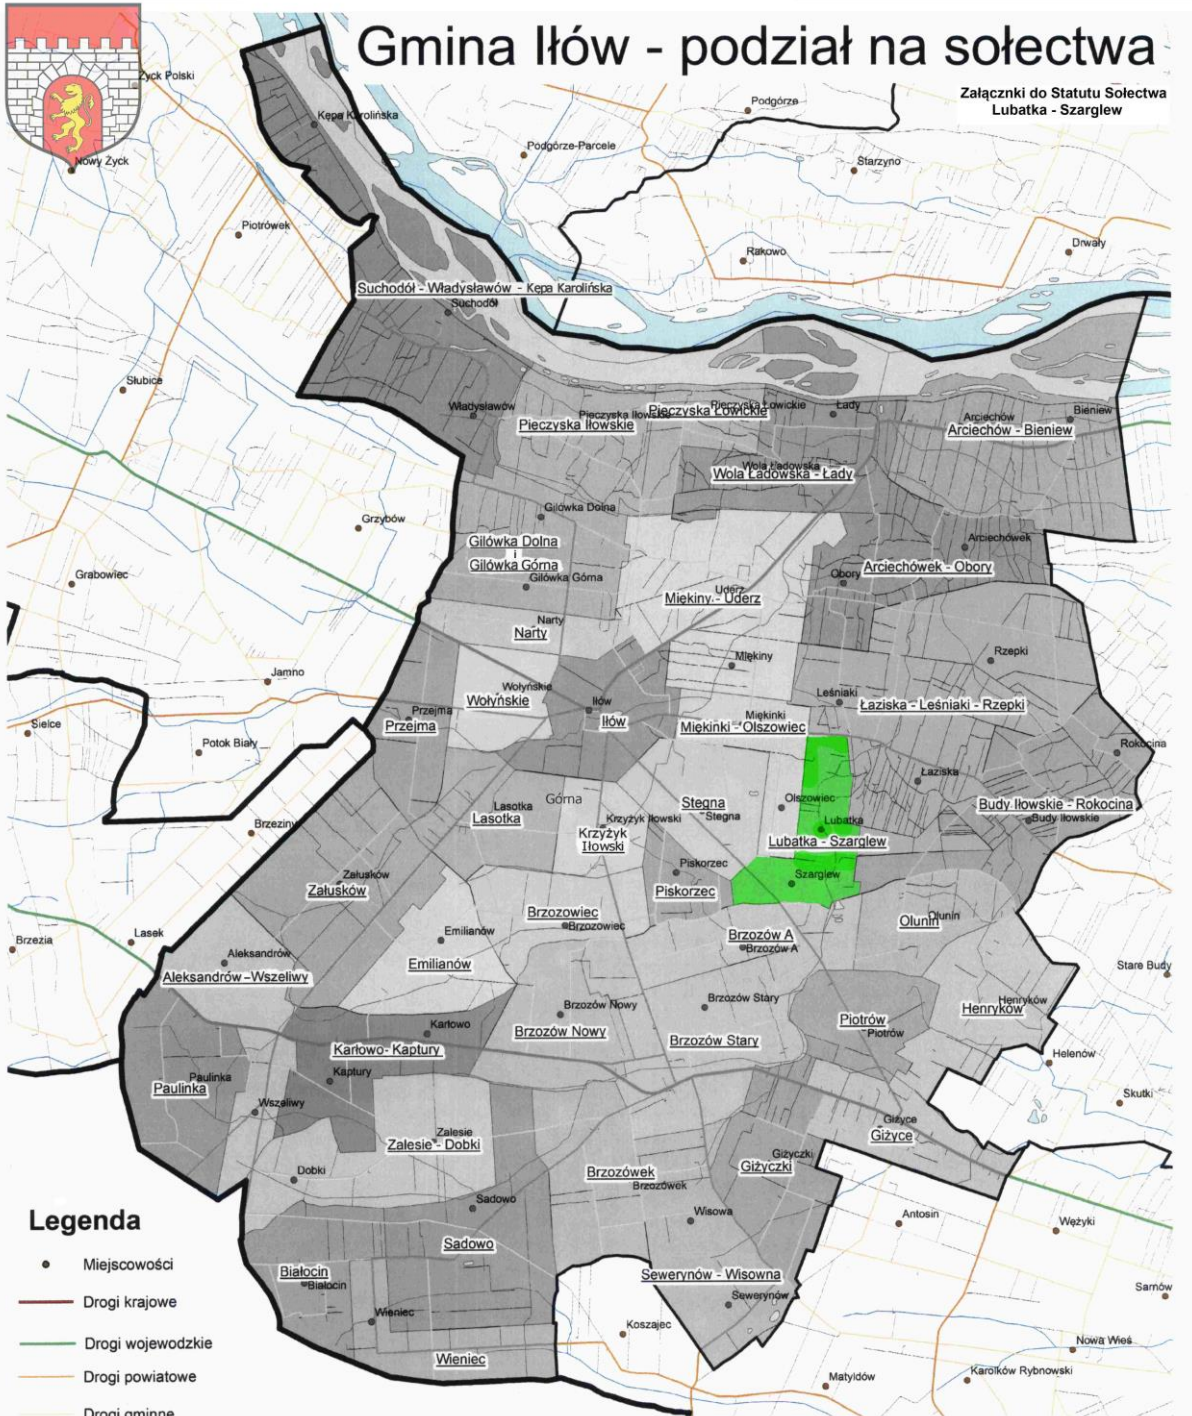 Gmina Iłów - podział na sołectwa
Załącznki do Statutu Sołectwa
Lubatka - Szarglew
Życk Polski
Nowy Życk
Kępa Karolińska
Podgórze
Podgórze-Parcele
Starzyno
Piotrówek
Rakowo
Drwały
Suchodół - Władysławów - Kępa Karolińska
Suchodół
Słubice
Władysławów
Pieczyska Iłowskie
Pieczyska Iłowskie
Pieczyska Łowickie
Pieczyska Łowickie
Łady
Arciechów
Bieniew
Arciechów - Bieniew
Wola Ładowska
Wola Ładowska - Łady
Grzybów
Gilówka Dolna
Gilówka Dolna
i
Gilówka Górna
Gilówka Górna
Arciechówek
Arciechówek - Obory
Obory
Grabowiec
Uderz
Miękiny - Uderz
Narty
Narty
Miękiny
Rzepki
Jamno
Wołyńskie
Wołyńskie
Iłów
Iłów
Leśniaki
Łaziska - Leśniaki - Rzepki
Przejma
Przejma
Miękinki
Miękinki - Olszowiec
Sielce
Potok Biały
Rokocina
Łaziska
Górna
Lasotka
Lasotka
Stegna
Stegna
Olszowiec
Budy Iłowskie - Rokocina
Budy Iłowskie
Brzeziny
Krzyżyk Iłowski
Krzyżyk
Iłowski
Lubatka
Lubatka - Szarglew
Piskorzec
Piskorzec
Szarglew
Załusków
Załusków
Brzozowiec
Brzozowiec
Olunin
Olunin
Brzezia
Lasek
Emilianów
Emilianów
Brzozów A
Brzozów A
Aleksandrów
Aleksandrów - Wszeliwy
Stare Budy
Brzozów Nowy
Brzozów Nowy
Brzozów Stary
Brzozów Stary
Piotrów
Piotrów
Henryków
Henryków
Karłowo
Karłowo- Kaptury
Kaptury
Helenów
Paulinka
Paulinka
Skutki
Wszeliwy
Zalesie
Zalesie - Dobki
Giżyce
Giżyce
Dobki
Brzozówek
Brzozówek
Giżyczki
Giżyczki
Sadowo
Sadowo
Wisowa
Antosin
Wężyki
Białocin
Białocin
Sewerynów - Wisowna
Sewerynów
Sarnów
Wieniec
Wieniec
Koszajec
Nowa Wieś
Matyldów
Karolków Rybnowski
Legenda
Miejscowości
Drogi krajowe
Drogi wojewodzkie
Drogi powiatowe
Drogi gminne